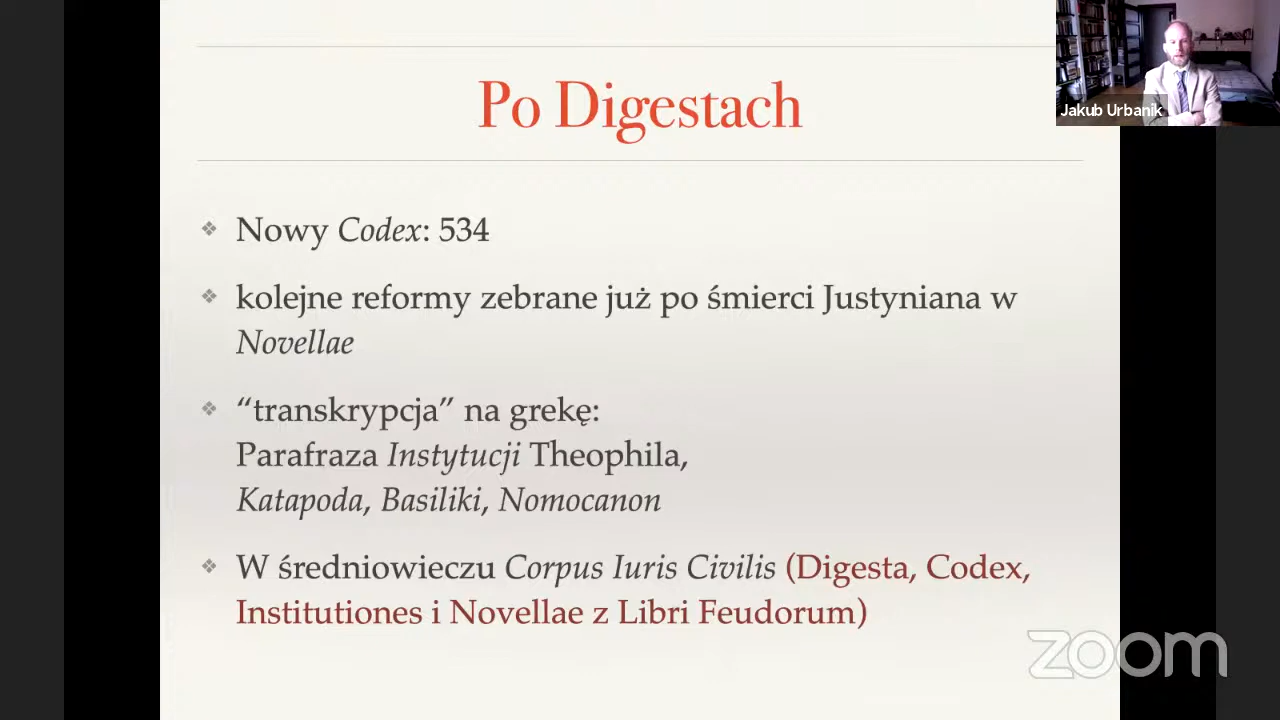 Po Digestach
Jakub Urbanik
Nowy Codex: 534
kolejne reformy zebrane już po śmierci Justyniana w
Novellae
“transkrypcja” na grekę:
Parafraza Instytucji Theophila,
Katapoda, Basiliki, Nomocanon
W średniowieczu Corpus Iuris Civilis (Digesta, Codex,
Institutiones i Novellae z Libri Feudorum)
zoom